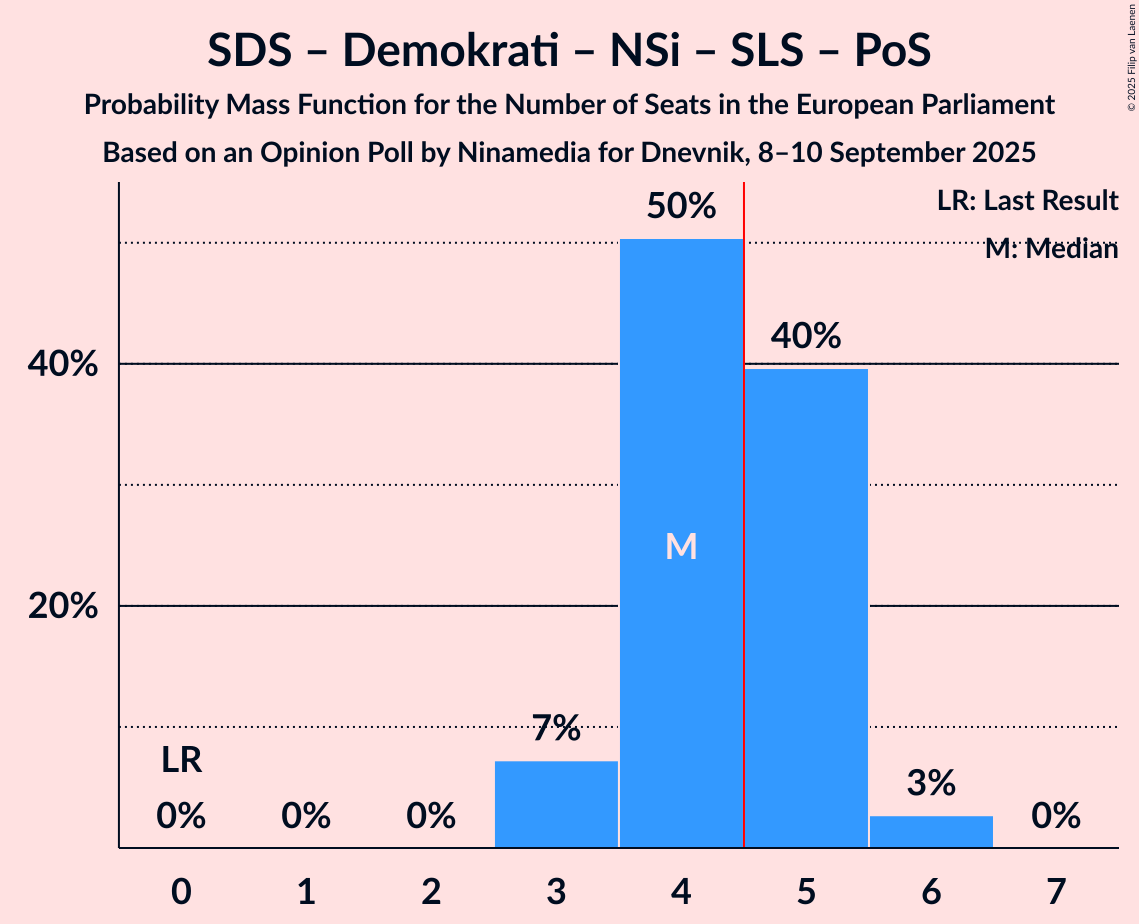 SDS – Demokrati – NSi – SLS – PoS
Probability Mass Function for the Number of Seats in the European Parliament
Based on an Opinion Poll by Ninamedia for Dnevnik, 8–10 September 2025
© 2025 Filip van Laenen
LR: Last Result
M: Median
50%
40%
40%
20%
M
7%
LR
3%
0%
0%
0%
0%
0 1 2 3 4 5 6 7